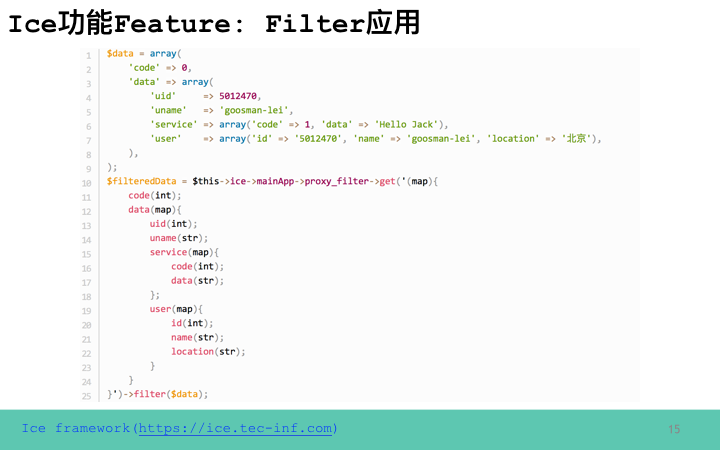 Ice功能Feature: Filter应用
1 $data = array(
2 'code' => 0,
3 'data' => array(
4 'uid' => 5012470,
5 'uname' => 'goosman-lei',
6 'service' => array('code' => 1, 'data' => 'Hello Jack'),
7 'user' => array('id' => '5012470', 'name' => 'goosman-lei', 'location' => '北京'),
8 ),
9 );
10 $filteredData = $this->ice->mainApp->proxy_filter->get('(map){
11 code(int);
12 data(map){
13 uid(int);
14 uname(str);
15 service(map){
16 code(int);
17 data(str);
18 };
19 user(map){
20 id(int);
21 name(str);
22 location(str);
23 }
24 }
25 }')->filter($data);
Ice framework(https://ice.tec-inf.com)
15